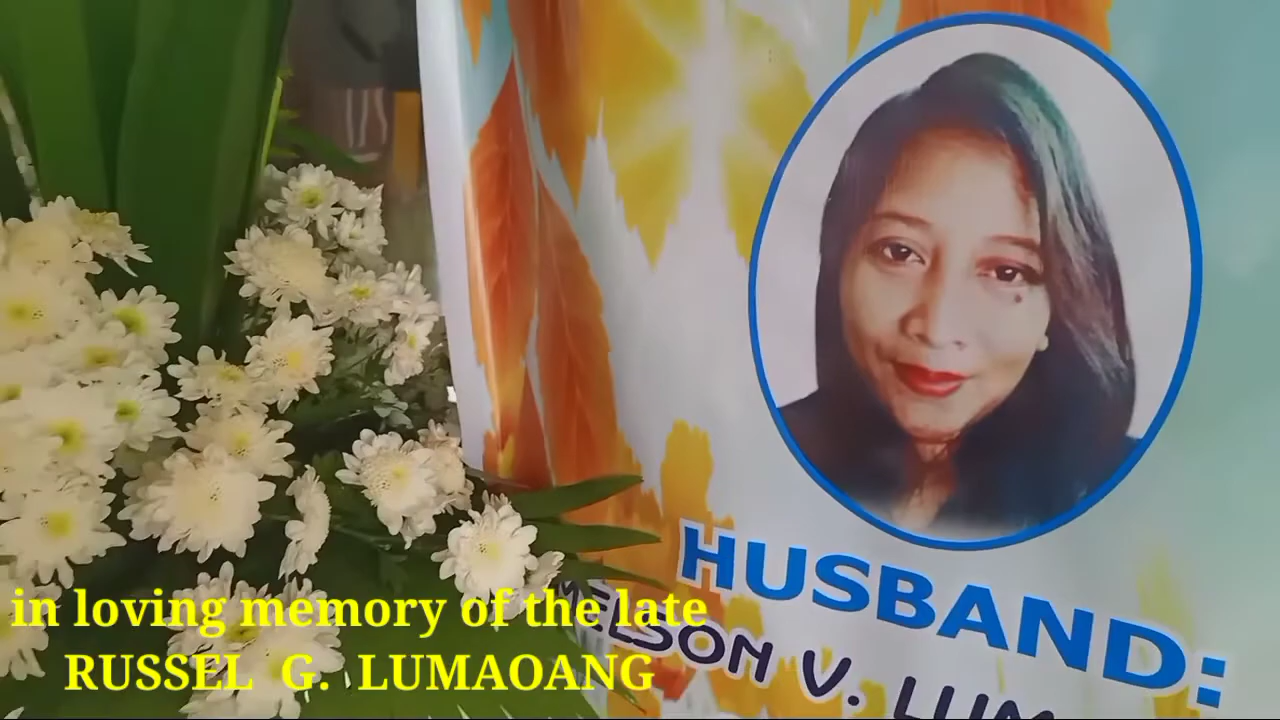 HUSBAND:
V.
in loving memory of the late
RUSSEL G. LUMAOANG